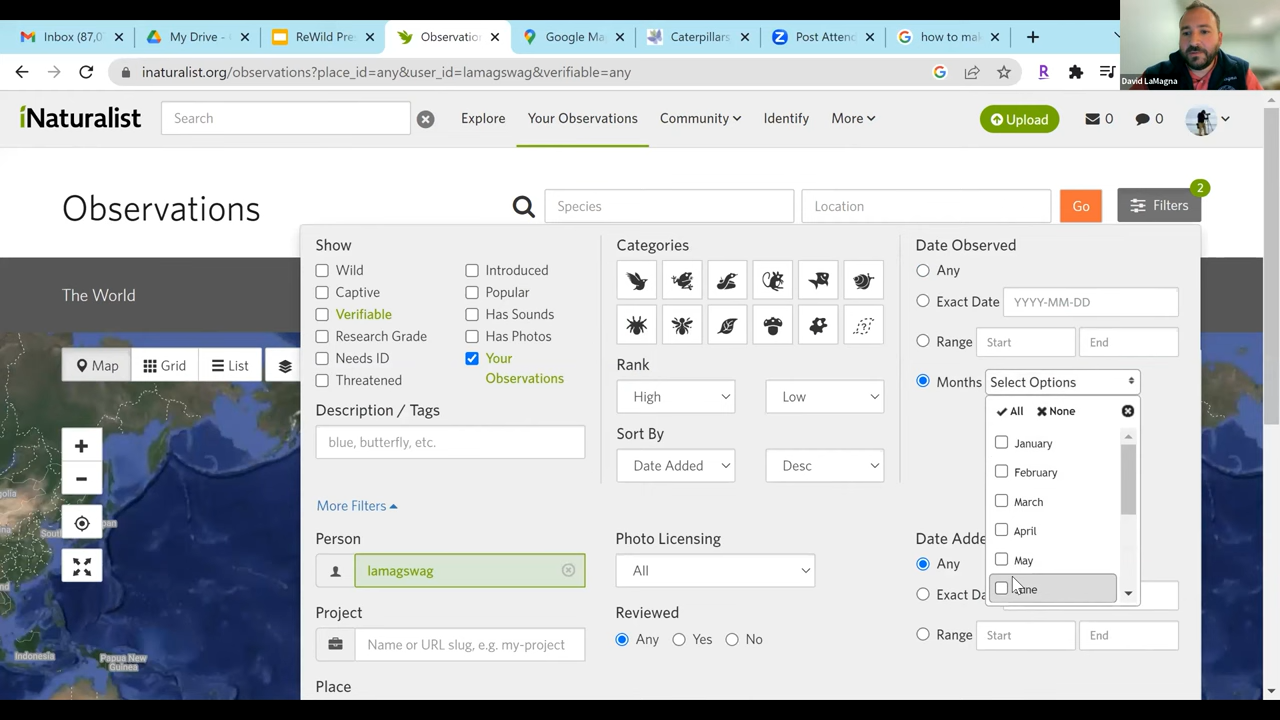 Inbox (87,0
My Drive -
ReWild Pre
Observatio
Google Ma
Caterpillars
Post Attend
how to mak
inaturalist.org/observations?place_id=any&user_id=lamagswag&verifiable=any
David LaMagna
iNaturalist
Search
Explore
Your Observations
Community
Identify
More
Upload
0
0
Observations
Species
Location
Go
Filters
2
The World
Map
Grid
List
Show
Wild
Captive
Verifiable
Research Grade
Needs ID
Threatened
Introduced
Popular
Has Sounds
Has Photos
Your
Observations
Description / Tags
blue, butterfly, etc.
More Filters
Categories
Rank
High
Low
Sort By
Date Added
Desc
Date Observed
Any
Exact Date
YYYY-MM-DD
Range
Start
End
Months
Select Options
All
None
January
February
March
April
May
Person
lamagswag
Project
Name or URL slug, e.g. my-project
Place
Photo Licensing
All
Reviewed
Any
Yes
No
Date Adde
Any
Exact Da
Range
Start
End
Indonesia
Papua New
Guinea